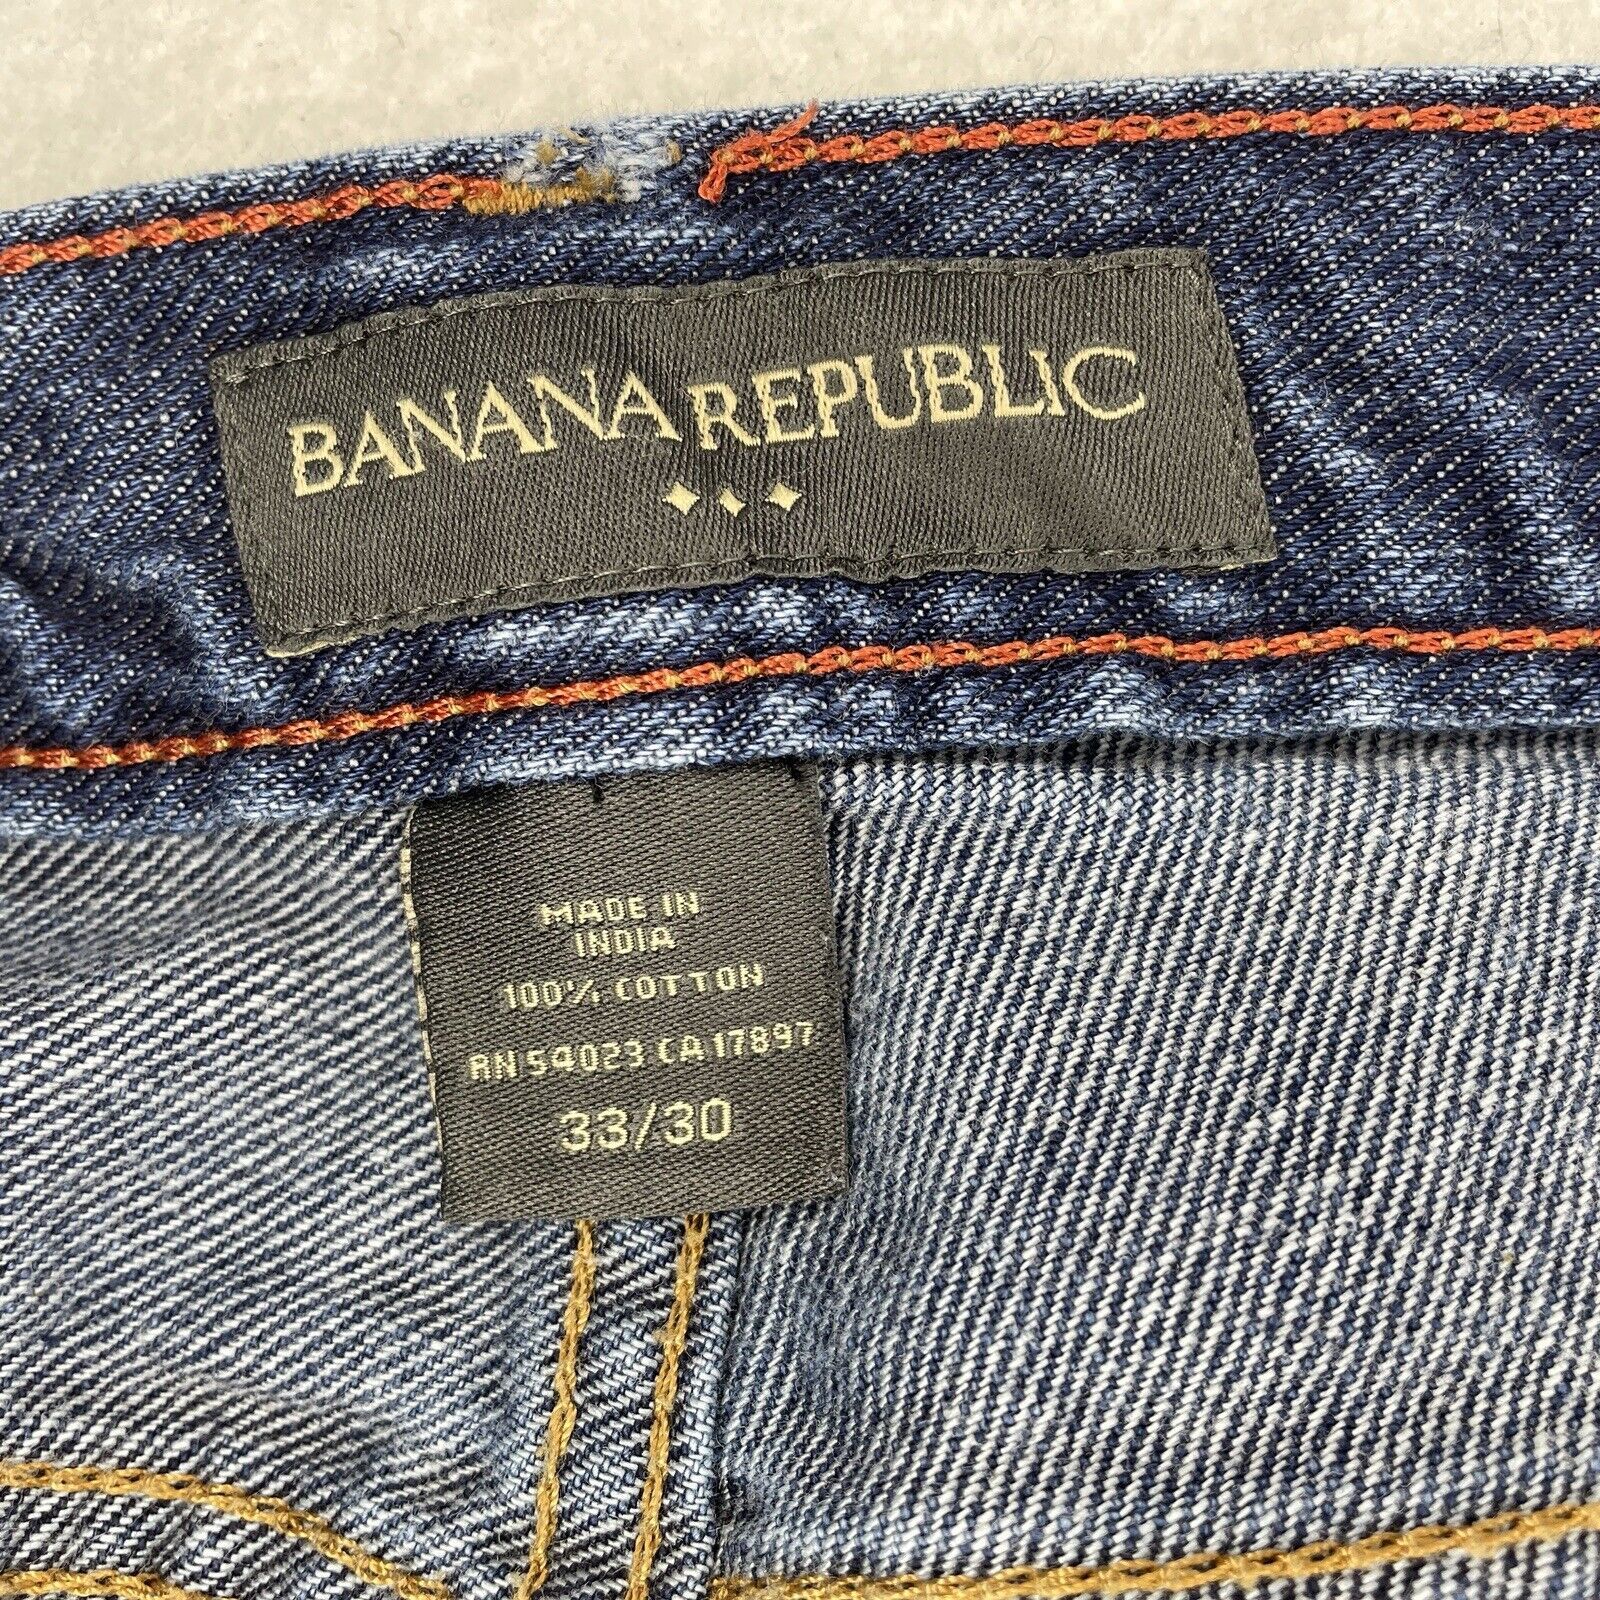 BANANA REPUBLIC
MADE IN
INDIA
100% COTTON
RN 54023 CA 17897
33/30